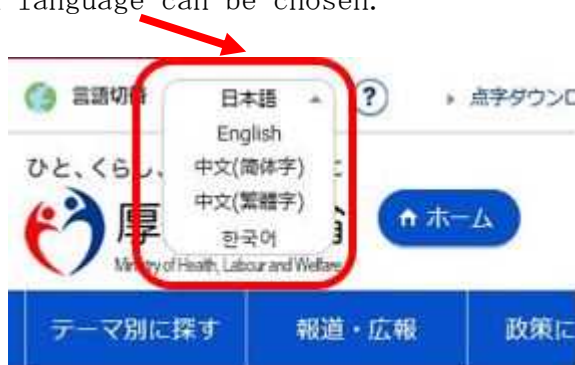 language can be chosen.
言語切替
日本語
?
点字ダウンロ
English
ひと、くらし、
中文(简体字)
中文(繁體字)
厚
한국어
ホーム
Ministry of Health, Labour and Welfare
テーマ別に探す
報道・広報
政策に